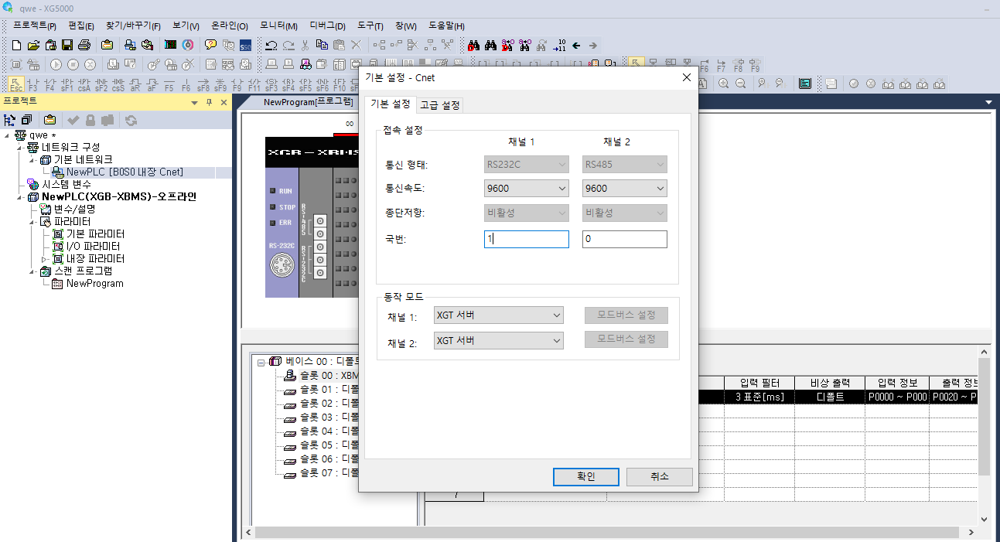 qwe - XG5000
프로젝트(P) 편집(E) 찾기/바꾸기(F) 보기(V) 온라인(O) 모니터(M) 디버그(D) 도구(T) 창(W) 도움말(H)
Esc F3 F4 sF1 csA sF2 csS aR aF F5 F6 sF8 sF9 F9 F11 sF3 sF4 sF5 sF6 F10
F6 F7 F8 F9
프로젝트
NewProgram[프로그램]
qwe *
네트워크 구성
기본 네트워크
NewPLC [B0S0 내장 Cnet]
시스템 변수
NewPLC(XGB-XBMS)-오프라인
변수/설명
파라미터
기본 파라미터
I/O 파라미터
내장 파라미터
스캔 프로그램
NewProgram
00
XGB-XBMS
RUN
STOP
ERR
RS-232C
RS-485
RS-232C
기본 설정 - Cnet
기본 설정 고급 설정
접속 설정
채널 1 채널 2
통신 형태: RS232C RS485
통신속도: 9600 9600
종단저항: 비활성 비활성
국번: 1 0
동작 모드
채널 1: XGT 서버 모드버스 설정
채널 2: XGT 서버 모드버스 설정
확인 취소
베이스 00 : 디폴트
슬롯 00 : XBM
슬롯 01 : 디폴
슬롯 02 : 디폴
슬롯 03 : 디폴
슬롯 04 : 디폴
슬롯 05 : 디폴
슬롯 06 : 디폴
슬롯 07 : 디폴
입력 필터 비상 출력 입력 정보 출력 정보
3 표준[ms] 디폴트 P0000 ~ P000 P0020 ~ P
7